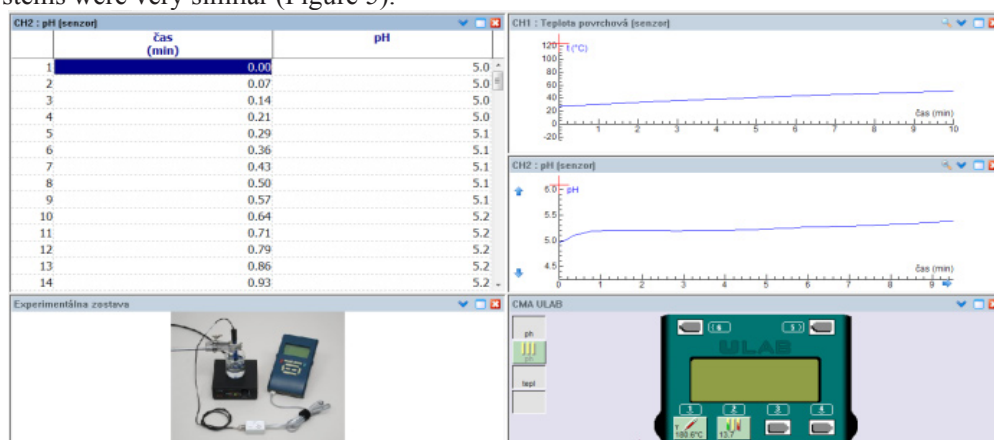 stems were very similar (Figure 5).
CH2 : pH (senzor)
čas
(min)
pH
1 0.00 5.0
2 0.07 5.0
3 0.14 5.0
4 0.21 5.0
5 0.29 5.1
6 0.36 5.1
7 0.43 5.1
8 0.50 5.1
9 0.57 5.1
10 0.64 5.2
11 0.71 5.2
12 0.79 5.2
13 0.86 5.2
14 0.93 5.2
CH1 : Teplota povrchová (senzor)
120 t (°C)
100
80
60
40
20
0
-20
čas (min)
1 2 3 4 5 6 7 8 9 10
CH2 : pH (senzor)
6.0 pH
5.5
5.0
4.5
čas (min)
0 1 2 3 4 5 6 7 8 9
Experimentálna zostava
CMA ULAB
ph
ph
tepl
6 5
ULAB
1 2 3 4
T
13.7